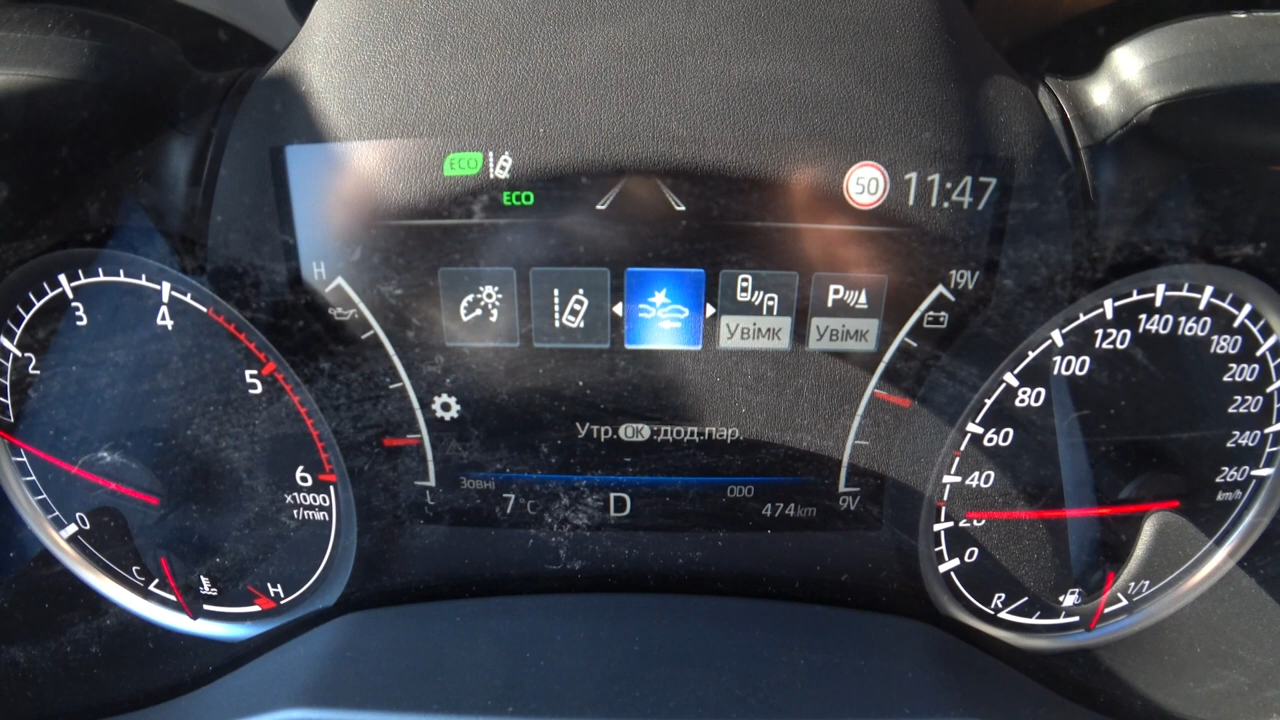 ECO
ECO
50
11:47
H
19V
Увімк
Увімк
P
Утр. OK :дод.пар.
Зовні
7°C
D
ODO
474 km
L
9V
0
2
3
4
5
6
x1000
r/min
C
H
0
20
40
60
80
100
120
140
160
180
200
220
240
260
km/h
R
1/1